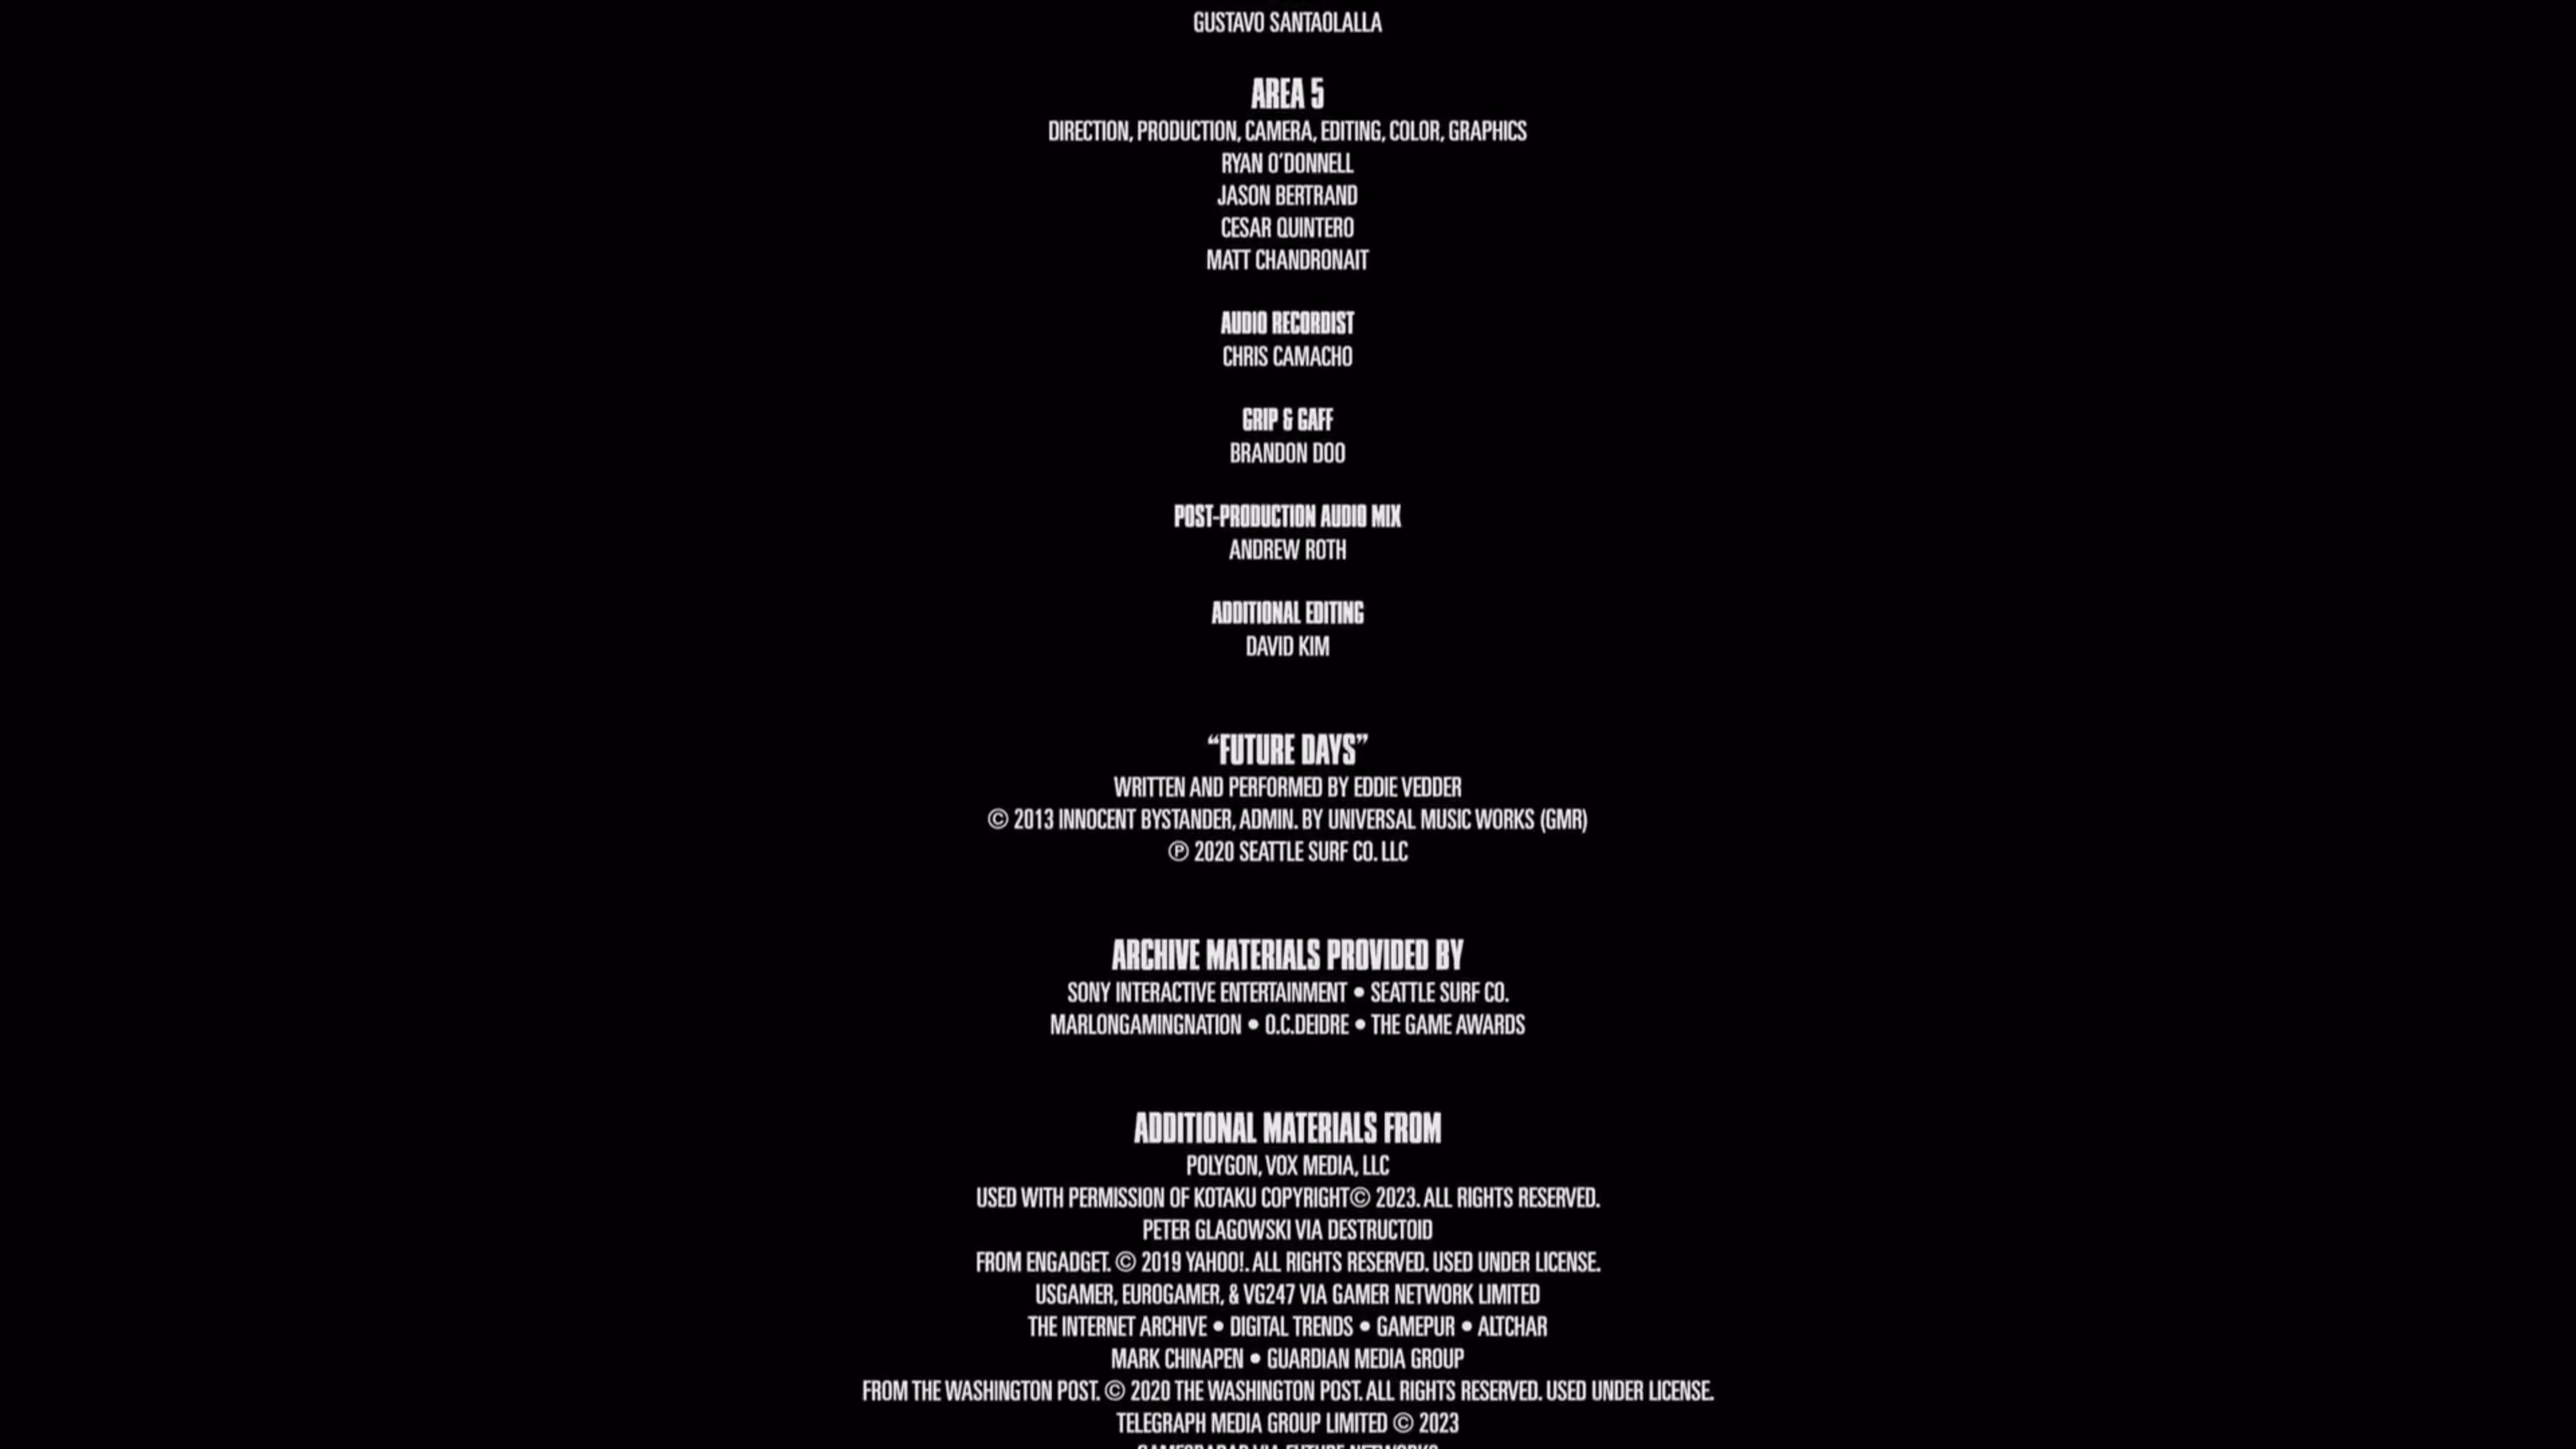 GUSTAVO SANTAOLALLA
AREA 5
DIRECTION, PRODUCTION, CAMERA, EDITING, COLOR, GRAPHICS
RYAN O’DONNELL
JASON BERTRAND
CESAR QUINTERO
MATT CHANDRONAIT
AUDIO RECORDIST
CHRIS CAMACHO
GRIP & GAFF
BRANDON DOO
POST-PRODUCTION AUDIO MIX
ANDREW ROTH
ADDITIONAL EDITING
DAVID KIM
“FUTURE DAYS”
WRITTEN AND PERFORMED BY EDDIE VEDDER
© 2013 INNOCENT BYSTANDER, ADMIN. BY UNIVERSAL MUSIC WORKS (GMR)
℗ 2020 SEATTLE SURF CO. LLC
ARCHIVE MATERIALS PROVIDED BY
SONY INTERACTIVE ENTERTAINMENT • SEATTLE SURF CO.
MARLONGAMINGNATION • O.C.DEIDRE • THE GAME AWARDS
ADDITIONAL MATERIALS FROM
POLYGON, VOX MEDIA, LLC
USED WITH PERMISSION OF KOTAKU COPYRIGHT© 2023. ALL RIGHTS RESERVED.
PETER GLAGOWSKI VIA DESTRUCTOID
FROM ENGADGET. © 2019 YAHOO!. ALL RIGHTS RESERVED. USED UNDER LICENSE.
USGAMER, EUROGAMER, & VG247 VIA GAMER NETWORK LIMITED
THE INTERNET ARCHIVE • DIGITAL TRENDS • GAMEPUR • ALTCHAR
MARK CHINAPEN • GUARDIAN MEDIA GROUP
FROM THE WASHINGTON POST. © 2020 THE WASHINGTON POST. ALL RIGHTS RESERVED. USED UNDER LICENSE.
TELEGRAPH MEDIA GROUP LIMITED © 2023
GAMESRADAR VIA FUTURE NETWORKS